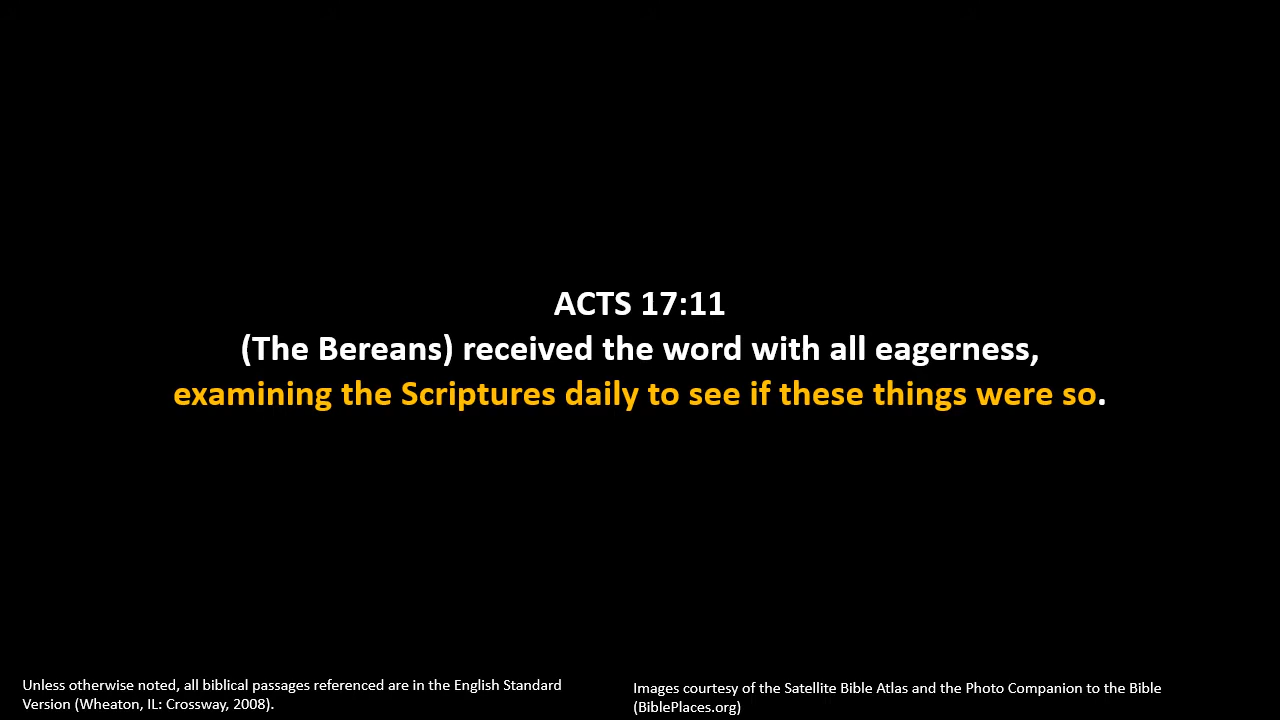 ACTS 17:11
(The Bereans) received the word with all eagerness,
examining the Scriptures daily to see if these things were so.
Unless otherwise noted, all biblical passages referenced are in the English Standard
Version (Wheaton, IL: Crossway, 2008).
Images courtesy of the Satellite Bible Atlas and the Photo Companion to the Bible
(BiblePlaces.org)